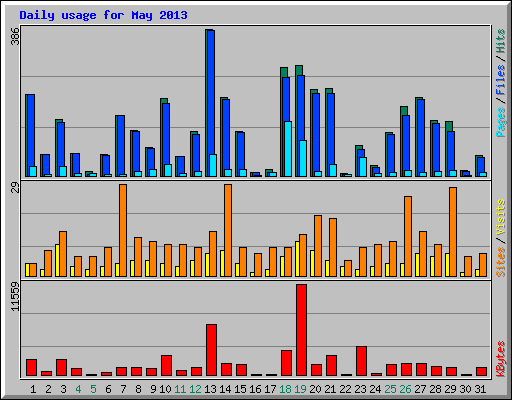 Daily usage for May 2013
386
Pages / Files / Hits
29
Sites / Visits
11559
KBytes
1 2 3 4 5 6 7 8 9 10 11 12 13 14 15 16 17 18 19 20 21 22 23 24 25 26 27 28 29 30 31